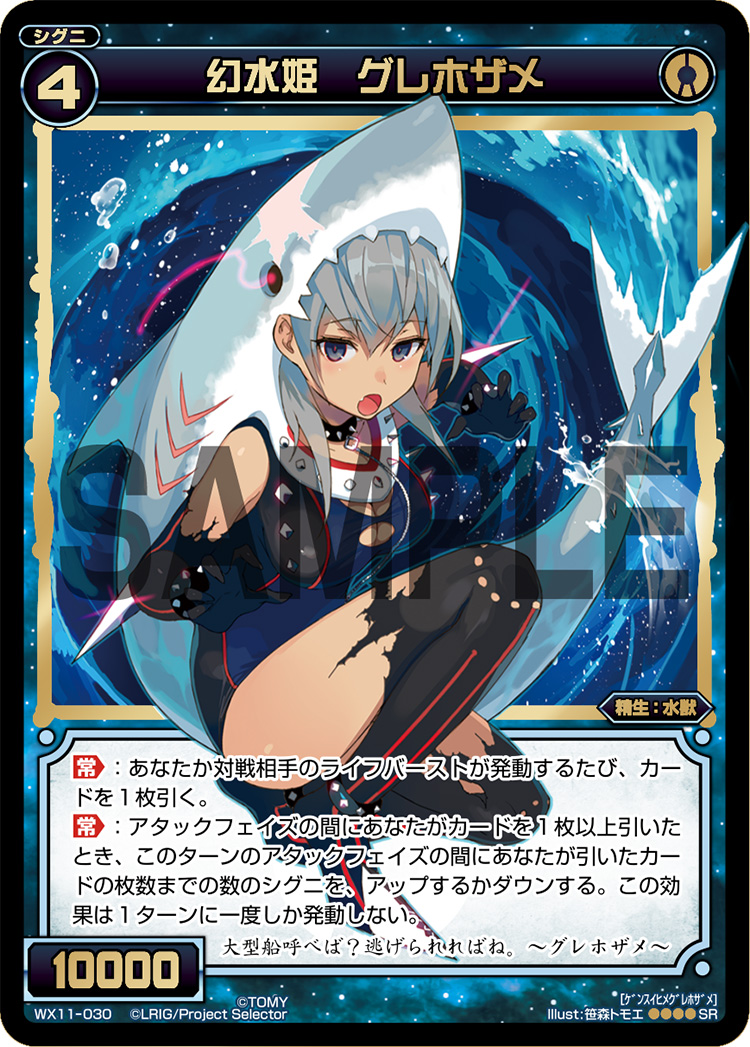 シグニ
4
幻水姫　グレホザメ
SAMPLE
精生：水獣
常：あなたか対戦相手のライフバーストが発動するたび、カー
ドを１枚引く。
常：アタックフェイズの間にあなたがカードを１枚以上引いた
とき、このターンのアタックフェイズの間にあなたが引いたカー
ドの枚数までの数のシグニを、アップするかダウンする。この効
果は１ターンに一度しか発動しない。
大型船呼べば？逃げられればね。～グレホザメ～
10000
©TOMY
[ｹﾞﾝｽｲﾋﾒｸﾞﾚﾎｻﾞﾒ]
WX11-030 ©LRIG/Project Selector
Illust:笹森トモエ SR